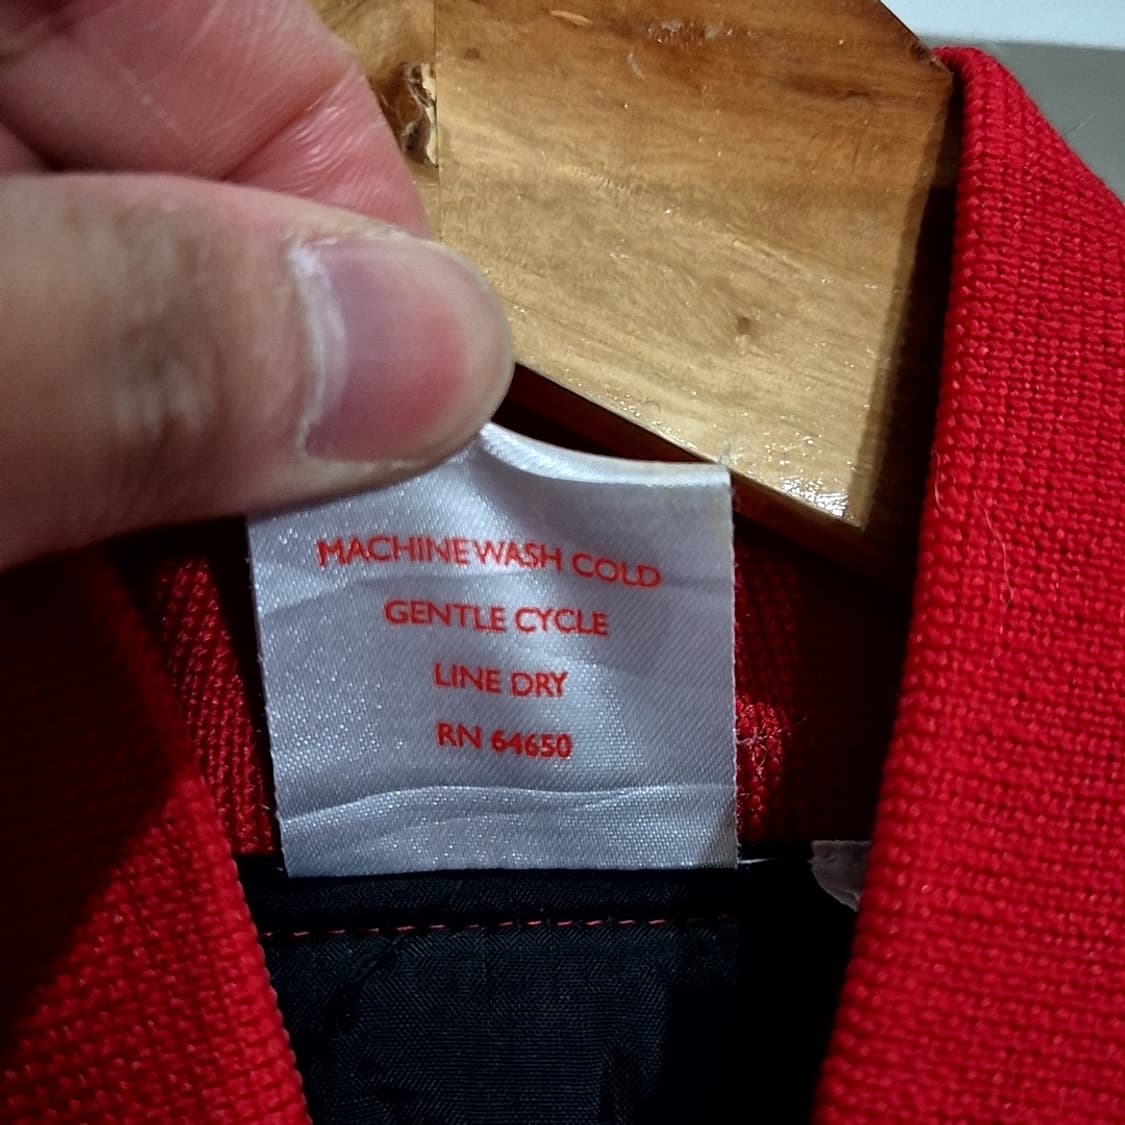 MACHINE WASH COLD
GENTLE CYCLE
LINE DRY
RN 64650